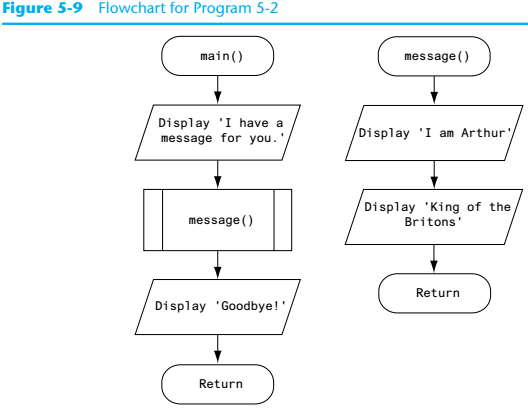 Figure 5-9 Flowchart for Program 5-2
main()
Display 'I have a
message for you.'
message()
Display 'Goodbye!'
Return
message()
Display 'I am Arthur'
Display 'King of the
Britons'
Return